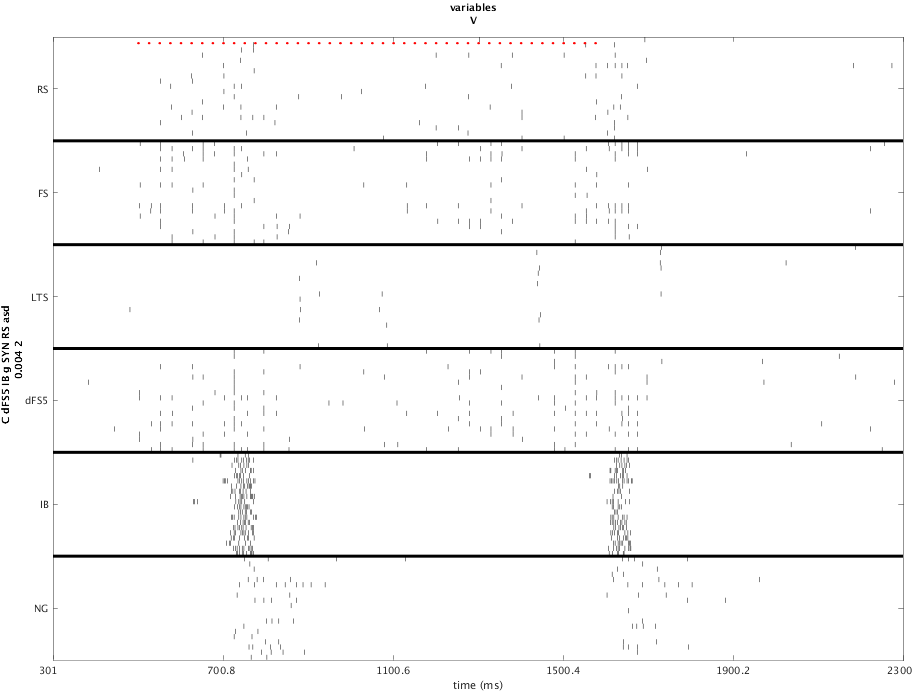 variables
V
RS
FS
LTS
dFS5
IB
NG
C dFS5 IB g SYN RS asd
0.004 2
301
700.8
1100.6
1500.4
1900.2
2300
time (ms)